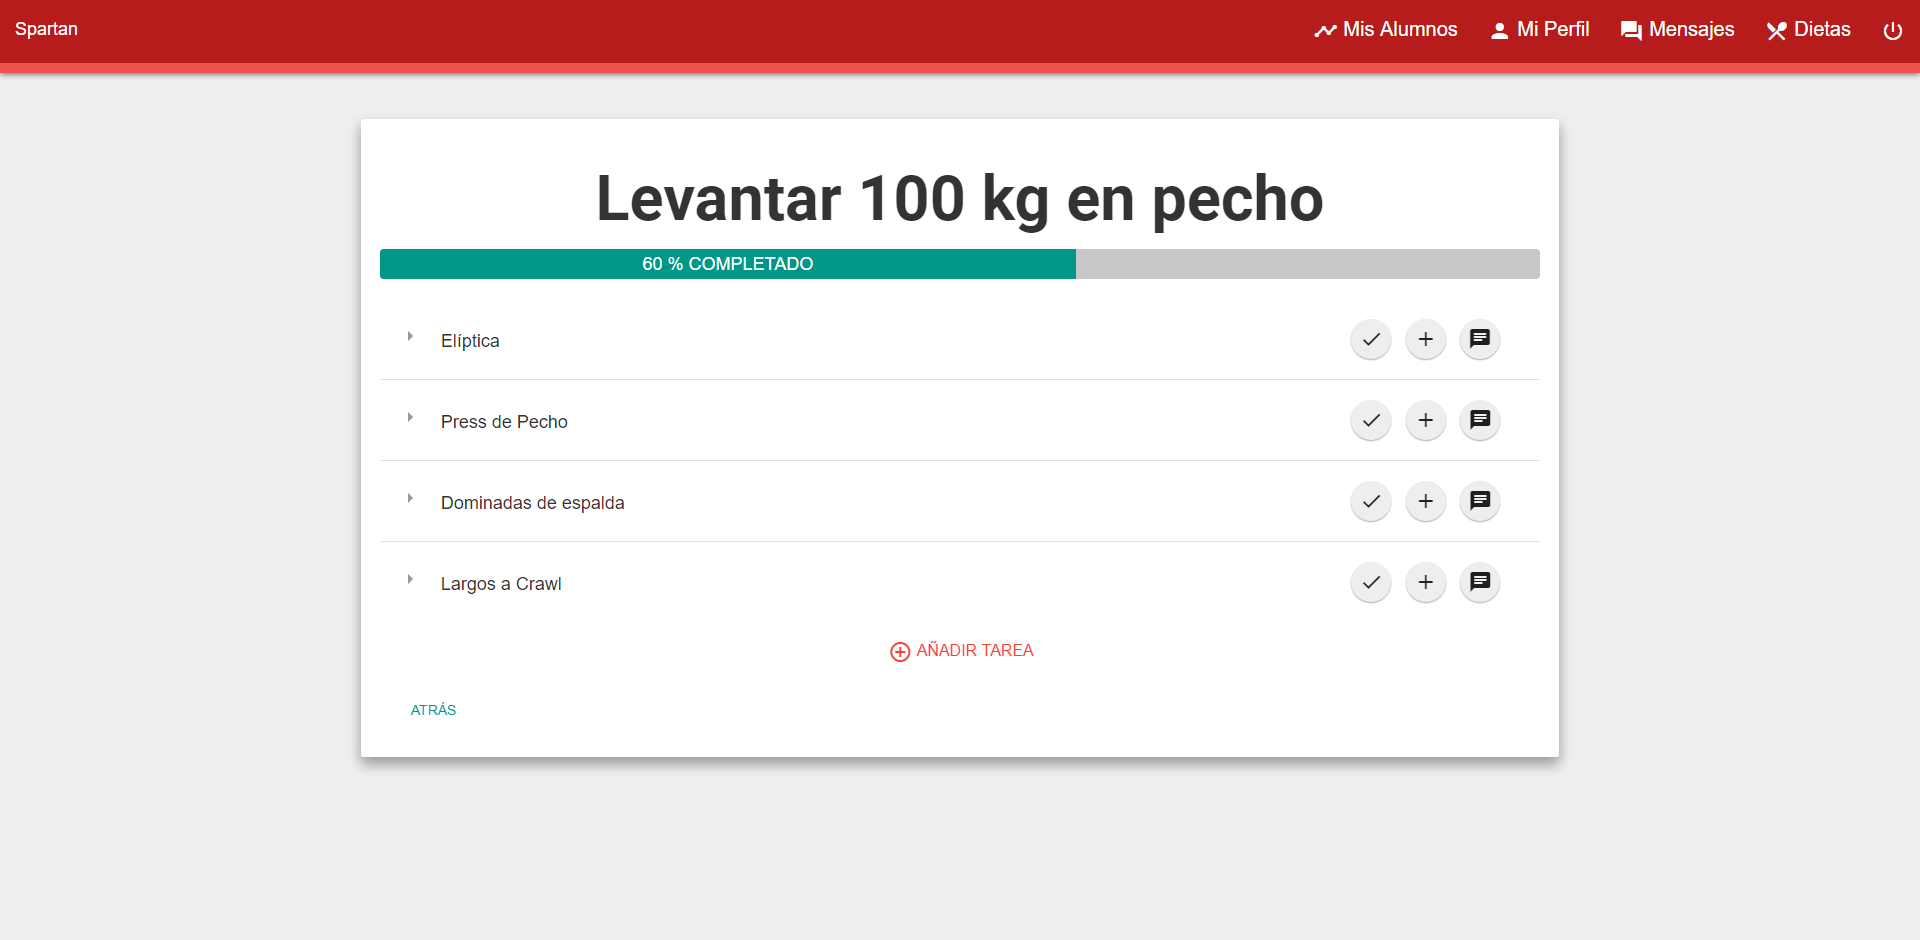 Spartan
Mis Alumnos
Mi Perfil
Mensajes
Dietas
Levantar 100 kg en pecho
60 % COMPLETADO
Elíptica
Press de Pecho
Dominadas de espalda
Largos a Crawl
AÑADIR TAREA
ATRÁS